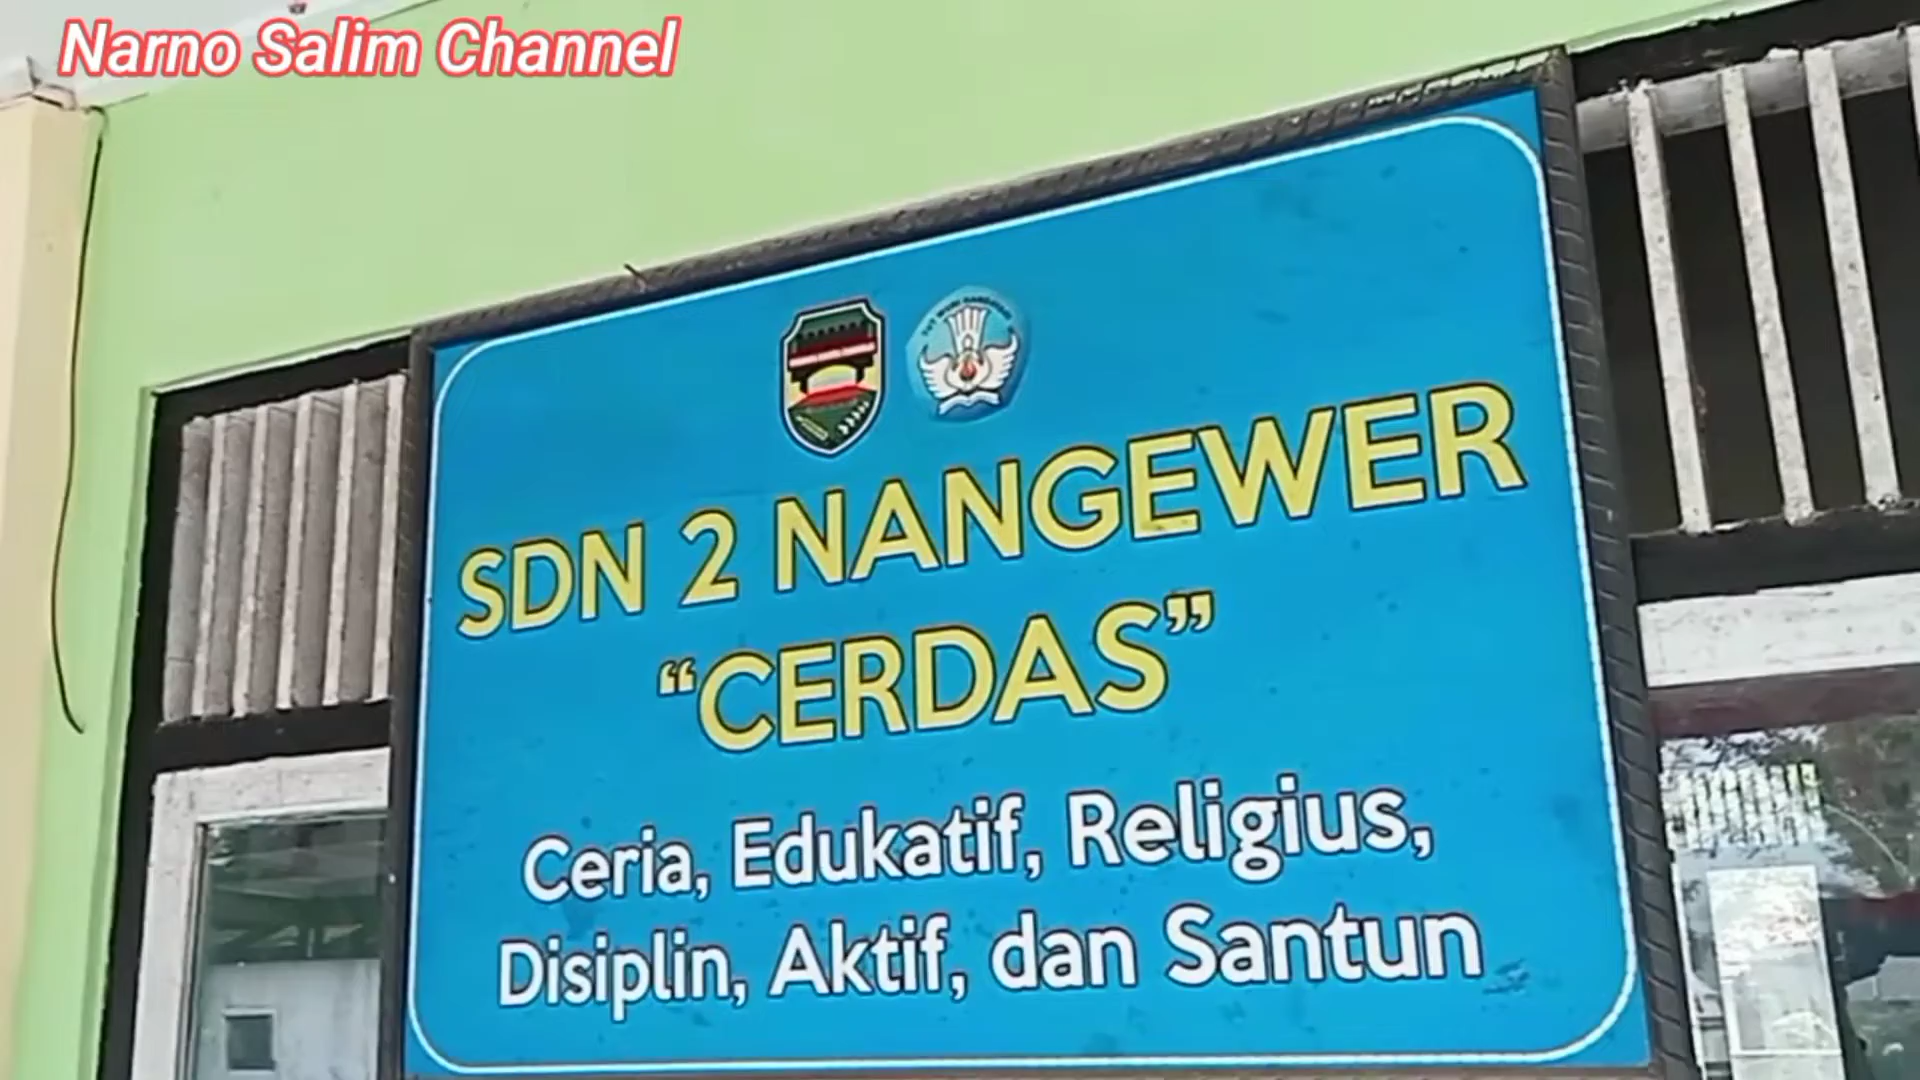 Narno Salim Channel
SDN 2 NANGEWER
“CERDAS”
Ceria, Edukatif, Religius,
Disiplin, Aktif, dan Santun